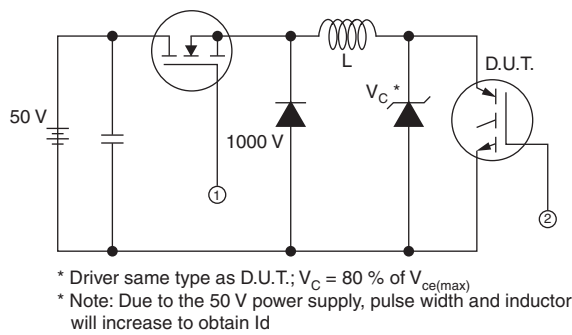 50 V
1000 V
L
V_C *
D.U.T.
①
②
* Driver same type as D.U.T.; V_C = 80 % of V_ce(max)
* Note: Due to the 50 V power supply, pulse width and inductor
will increase to obtain Id